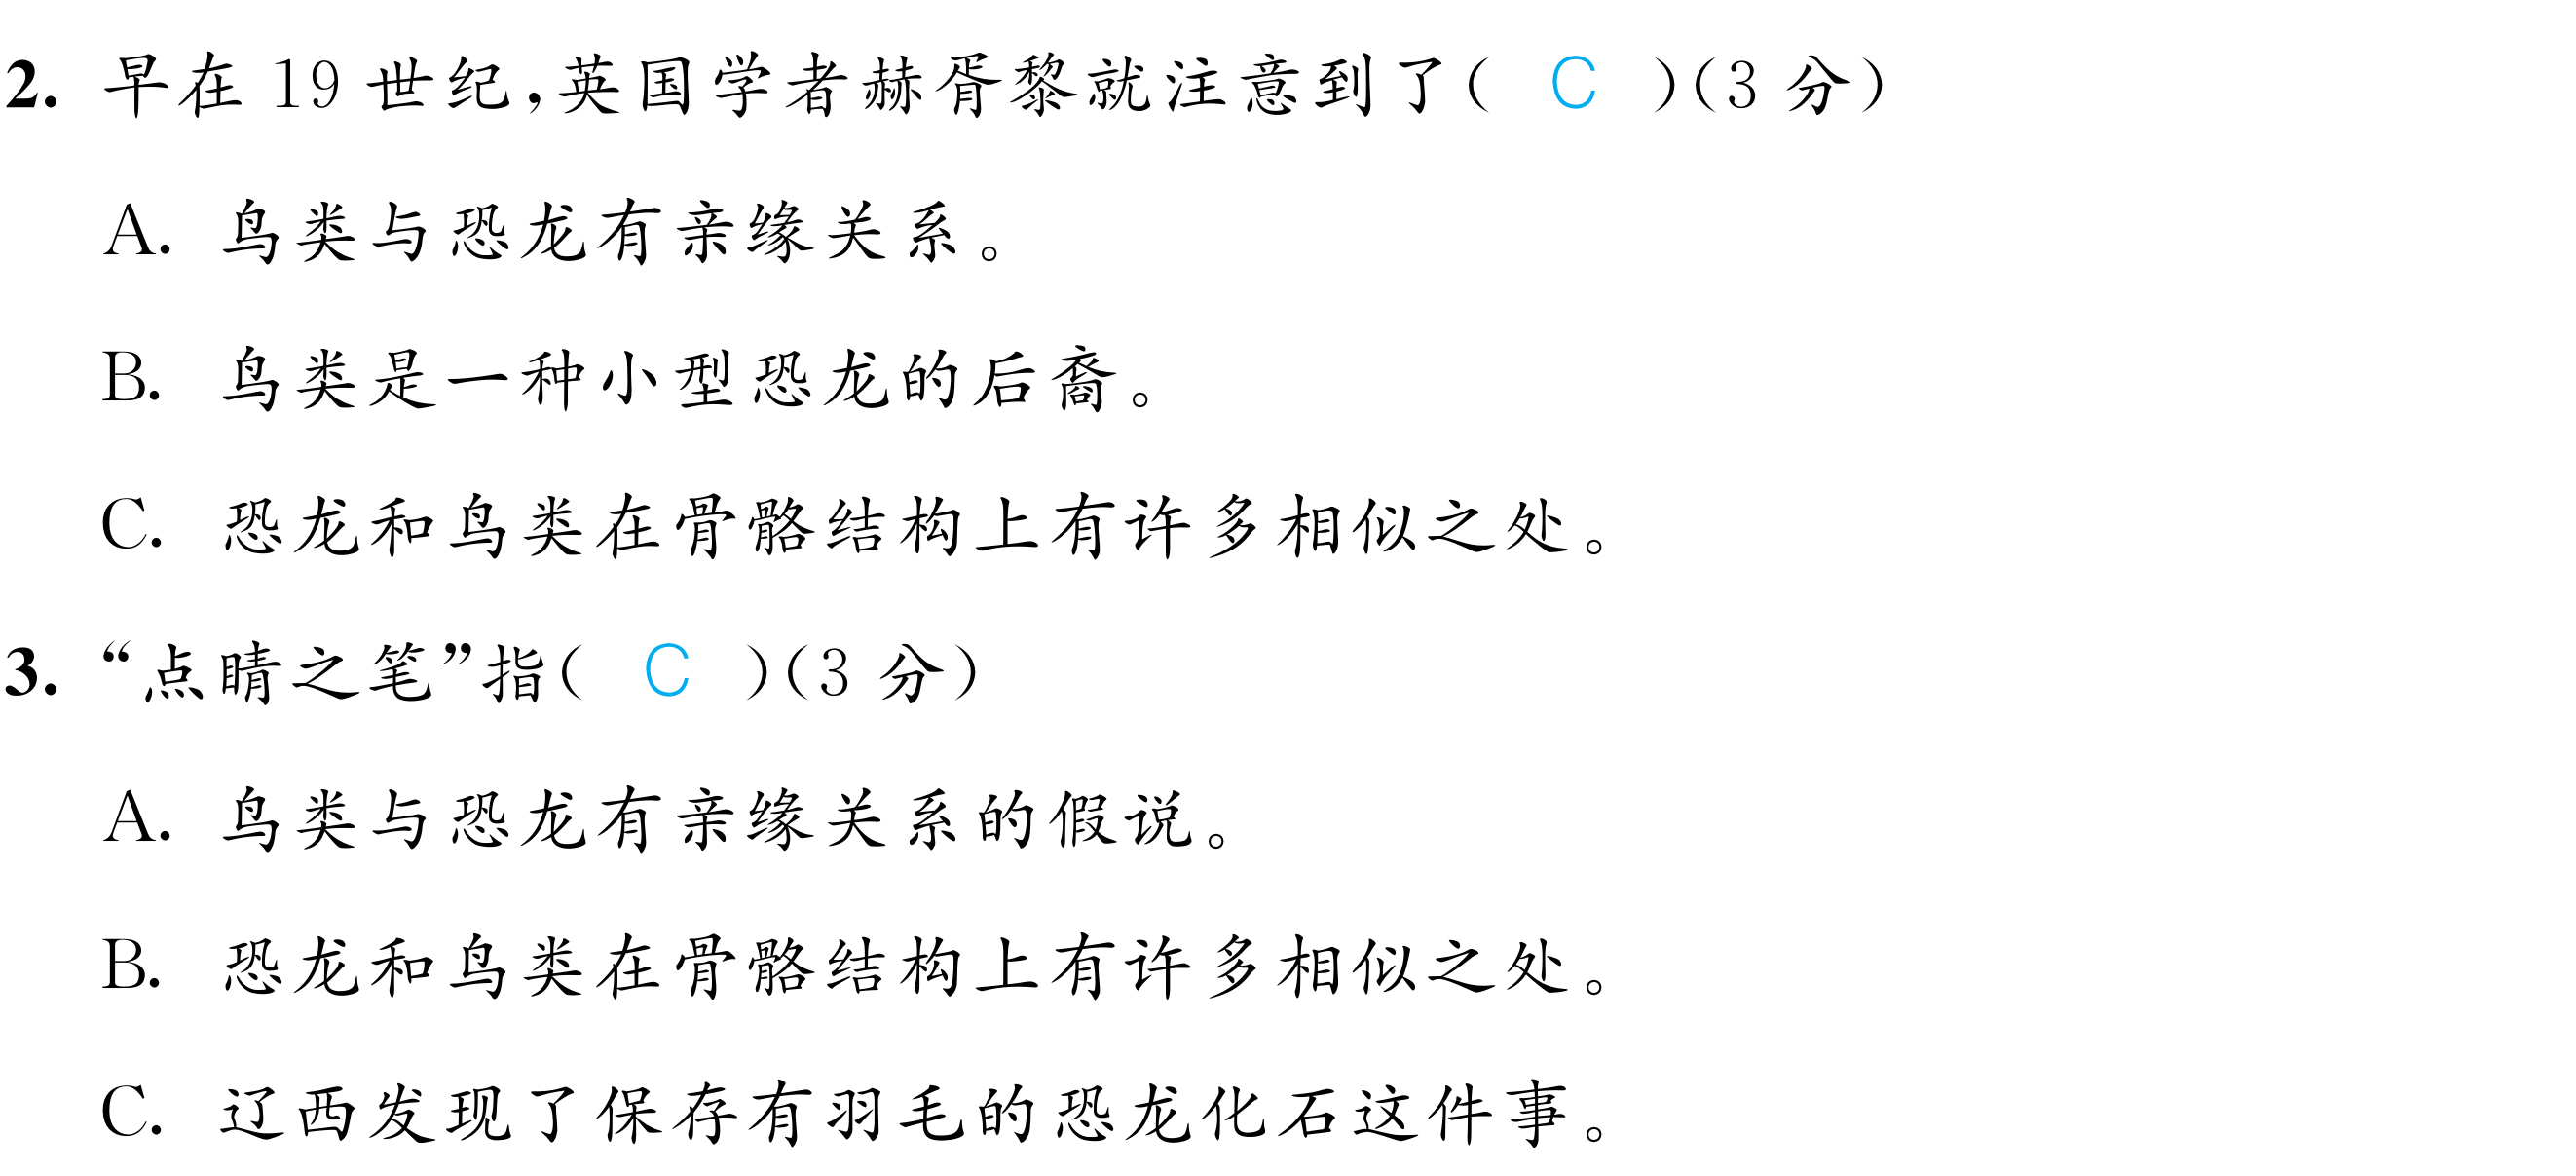 2. 早在 19 世纪,英国学者赫胥黎就注意到了( C )(3 分)
A. 鸟类与恐龙有亲缘关系。
B. 鸟类是一种小型恐龙的后裔。
C. 恐龙和鸟类在骨骼结构上有许多相似之处。
3. “点睛之笔”指( C )(3 分)
A. 鸟类与恐龙有亲缘关系的假说。
B. 恐龙和鸟类在骨骼结构上有许多相似之处。
C. 辽西发现了保存有羽毛的恐龙化石这件事。